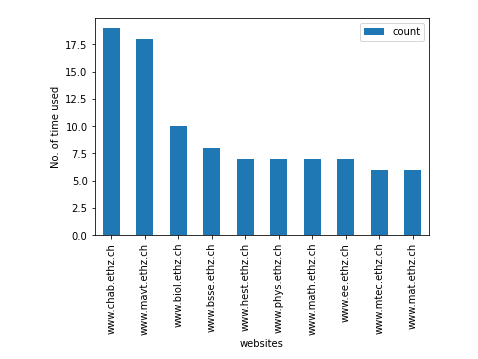 count
No. of time used
17.5
15.0
12.5
10.0
7.5
5.0
2.5
0.0
www.chab.ethz.ch
www.mavt.ethz.ch
www.biol.ethz.ch
www.bsse.ethz.ch
www.hest.ethz.ch
www.phys.ethz.ch
www.math.ethz.ch
www.ee.ethz.ch
www.mtec.ethz.ch
www.mat.ethz.ch
websites